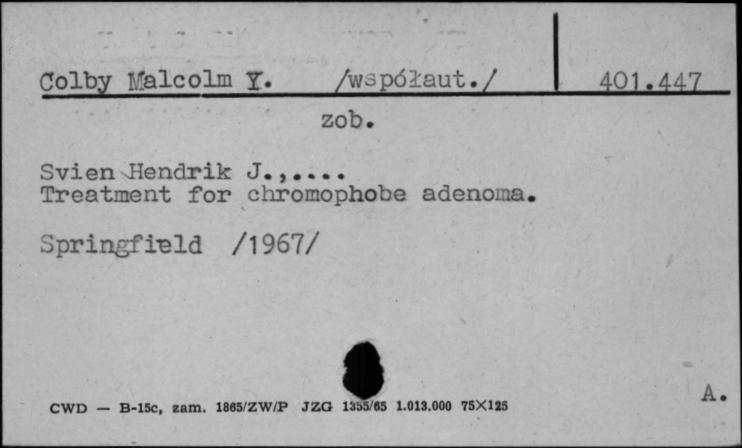 Colby Malcolm Y. /współaut./ 401.447
zob.
Svien Hendrik J.,....
Treatment for chromophobe adenoma.
Springfield /1967/
A.
CWD — B-15c, zam. 1865/ZW/P JZG 1355/65 1.013.000 75X125